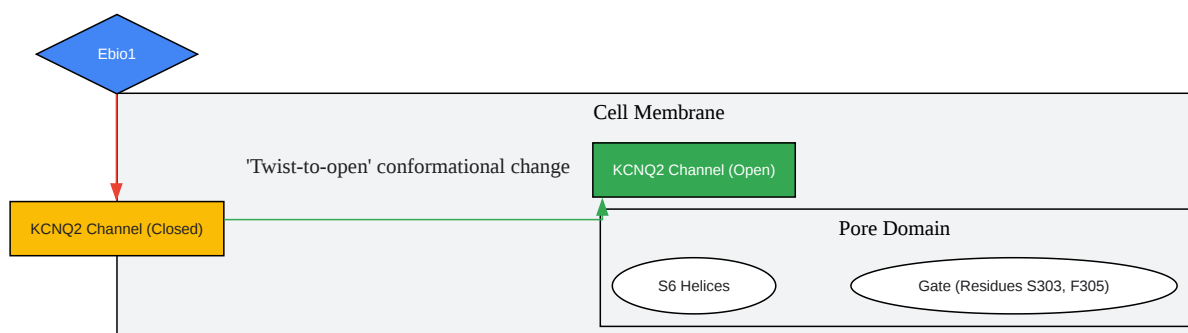 Ebio1
Cell Membrane
'Twist-to-open' conformational change
KCNQ2 Channel (Open)
KCNQ2 Channel (Closed)
Pore Domain
S6 Helices
Gate (Residues S303, F305)